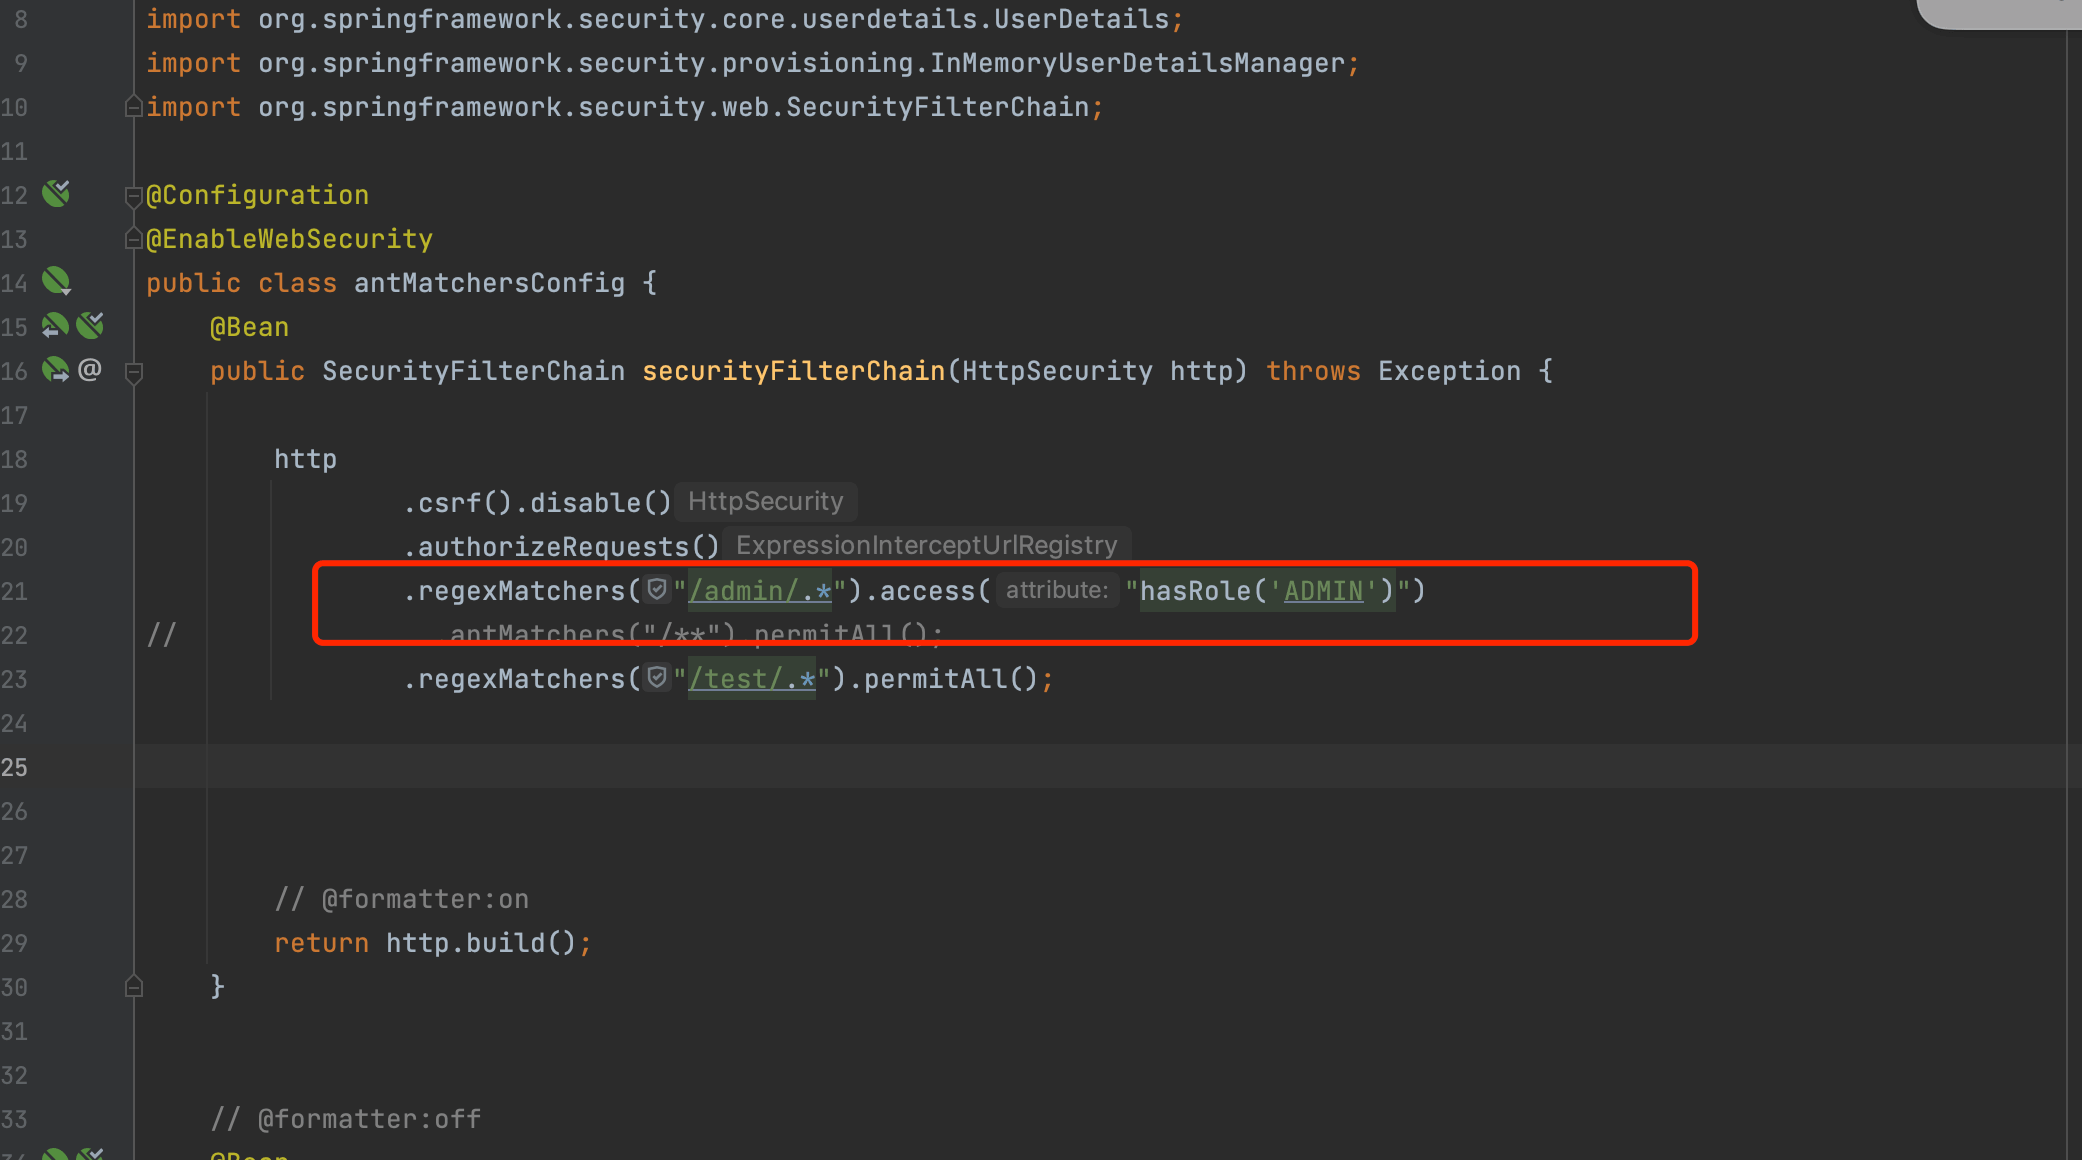 8 import org.springframework.security.core.userdetails.UserDetails;
9 import org.springframework.security.provisioning.InMemoryUserDetailsManager;
10 import org.springframework.security.web.SecurityFilterChain;
11
12 @Configuration
13 @EnableWebSecurity
14 public class antMatchersConfig {
15 @Bean
16 @ public SecurityFilterChain securityFilterChain(HttpSecurity http) throws Exception {
17
18 http
19 .csrf().disable() HttpSecurity
20 .authorizeRequests() ExpressionInterceptUrlRegistry
21 .regexMatchers("/admin/.*").access( attribute: "hasRole('ADMIN')")
22 // .antMatchers("/**").permitAll();
23 .regexMatchers("/test/.*").permitAll();
24
25
26
27
28 // @formatter:on
29 return http.build();
30 }
31
32
33 // @formatter:off
34 @Bean